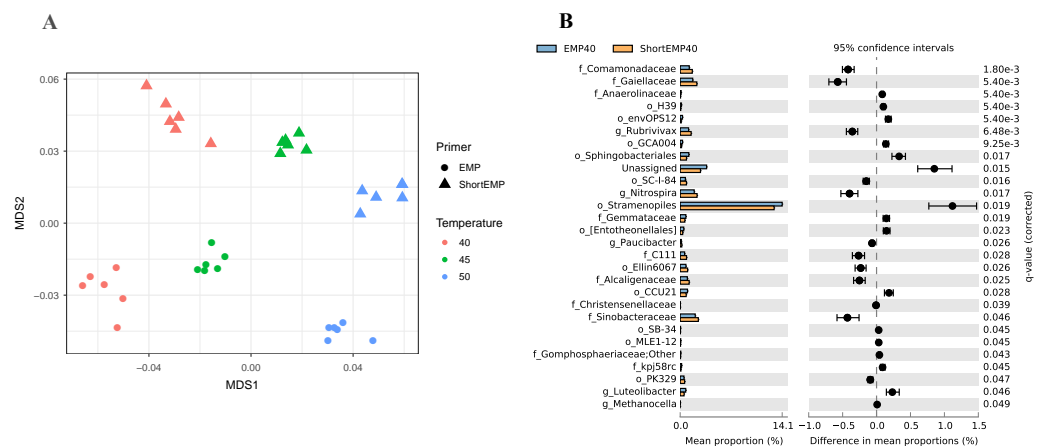 A
0.06
0.03
0.00
−0.03
MDS2
−0.04
0.00
0.04
MDS1
Primer
EMP
ShortEMP
Temperature
40
45
50
B
EMP40
ShortEMP40
95% confidence intervals
f_Comamonadaceae 1.80e-3
f_Gaiellaceae 5.40e-3
f_Anaerolinaceae 5.40e-3
o_H39 5.40e-3
o_envOPS12 5.40e-3
g_Rubrivivax 6.48e-3
o_GCA004 9.25e-3
o_Sphingobacteriales 0.017
Unassigned 0.015
o_SC-I-84 0.016
g_Nitrospira 0.017
o_Stramenopiles 0.019
f_Gemmataceae 0.019
o_[Entotheonellales] 0.023
g_Paucibacter 0.026
f_C111 0.028
o_Ellin6067 0.026
f_Alcaligenaceae 0.025
o_CCU21 0.028
f_Christensenellaceae 0.039
f_Sinobacteraceae 0.046
o_SB-34 0.045
o_MLE1-12 0.045
f_Gomphosphaeriaceae;Other 0.043
f_kpj58rc 0.045
o_PK329 0.047
g_Luteolibacter 0.046
g_Methanocella 0.049
q-value (corrected)
0.0 14.1
−1.0 −0.5 0.0 0.5 1.0 1.5
Mean proportion (%)
Difference in mean proportions (%)